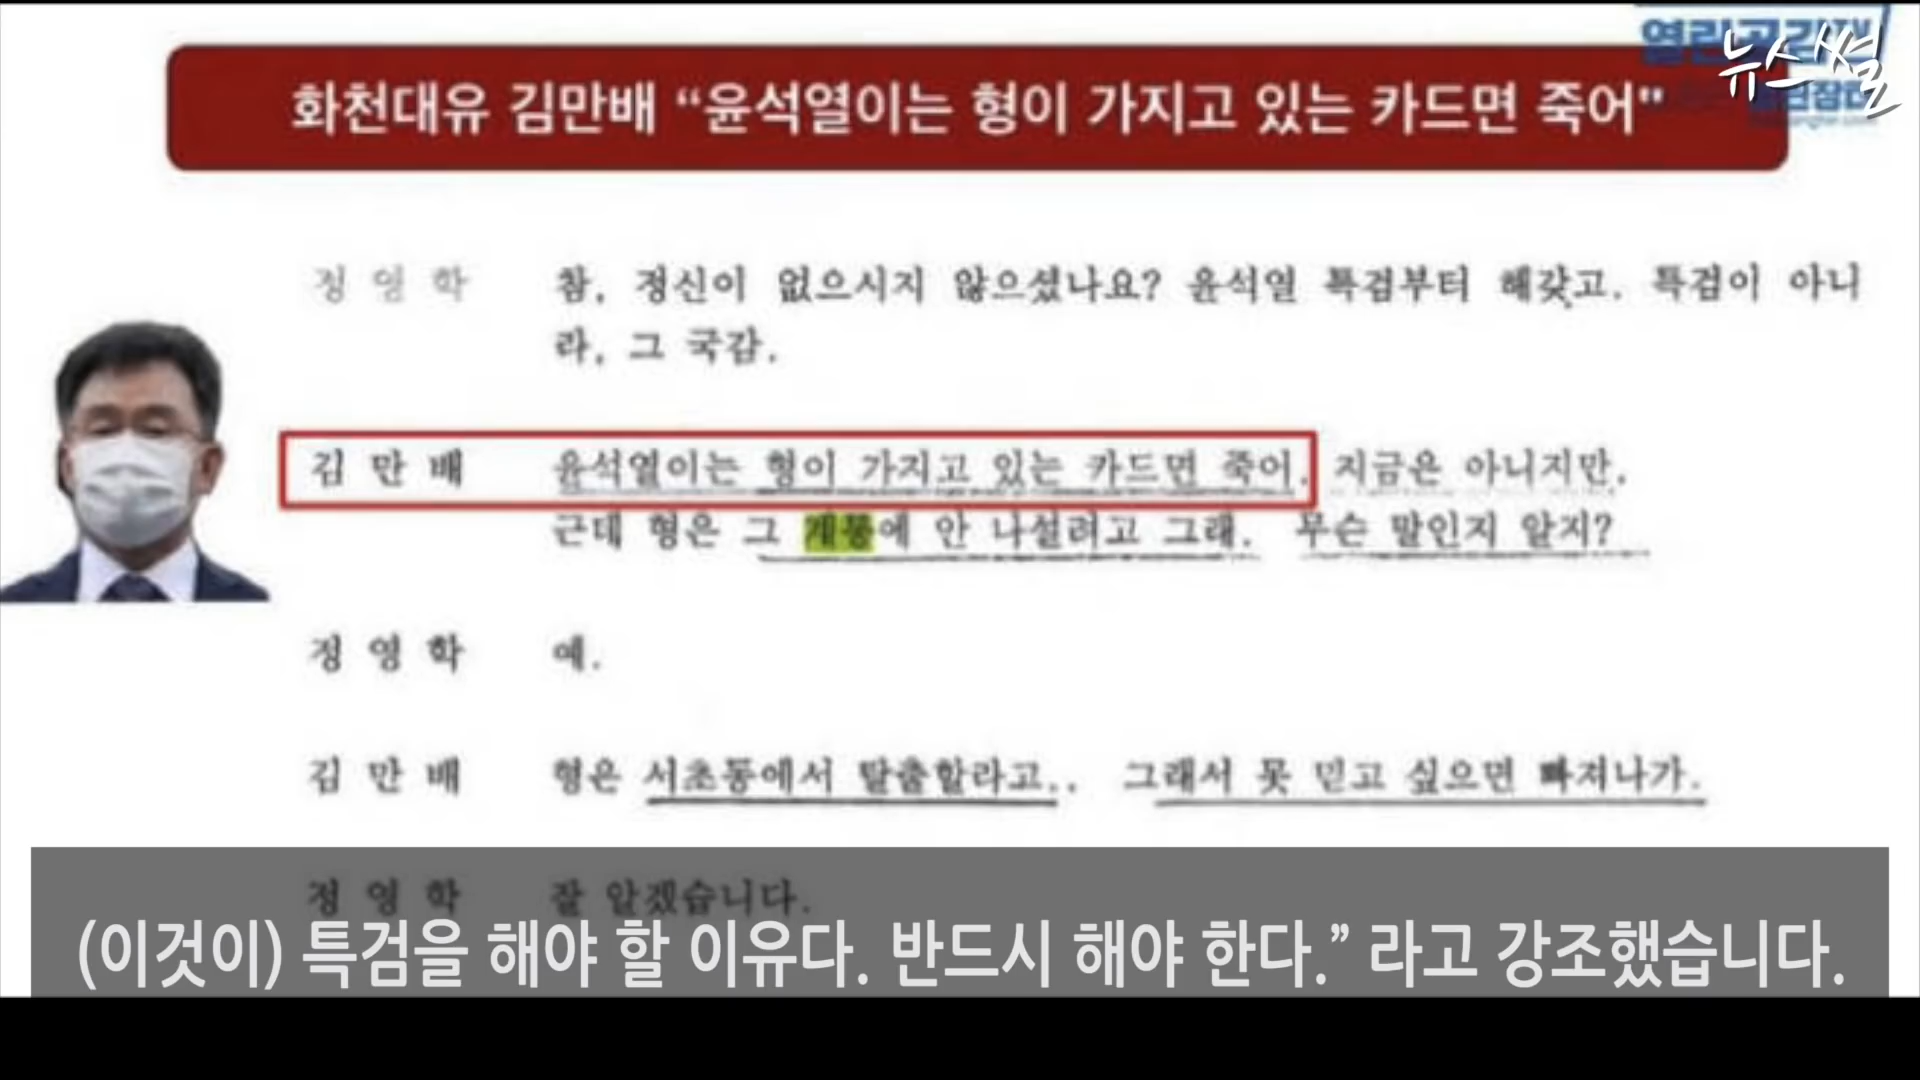 뉴스썰
화천대유 김만배 “윤석열이는 형이 가지고 있는 카드면 죽어"
정 영 학 참, 정신이 없으시지 않으셨나요? 윤석열 특검부터 해갖고. 특검이 아니
라, 그 국감.
김 만 배 윤석열이는 형이 가지고 있는 카드면 죽어. 지금은 아니지만.
근데 형은 그 계통에 안 나설려고 그래. 무슨 말인지 알지?
정 영 학 예.
김 만 배 형은 서초동에서 탈출할라고.. 그래서 못 믿고 싶으면 빠져나가.
정 영 학 잘 알겠습니다.
(이것이) 특검을 해야 할 이유다. 반드시 해야 한다.” 라고 강조했습니다.